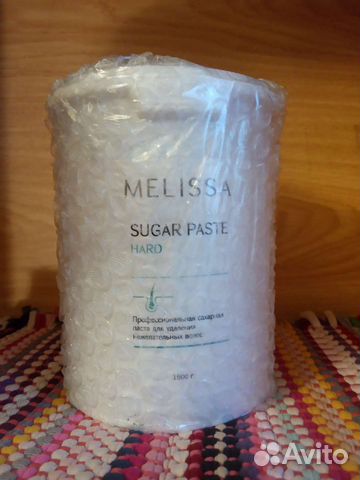 MELISSA
SUGAR PASTE
HARD
Профессиональная сахарная
паста для удаления
нежелательных волос
1600 г
Avito